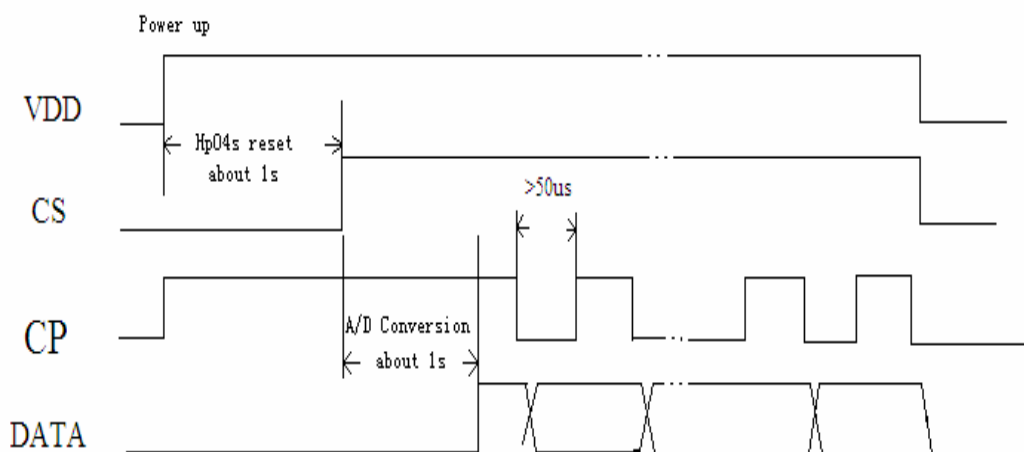 Power up
VDD
Hp04s reset
about 1s
CS
>50us
CP
A/D Conversion
about 1s
DATA